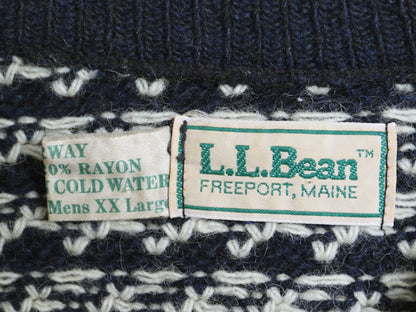 WAY
0% RAYON
COLD WATER
Mens XX Large
L.L.Bean™
FREEPORT, MAINE